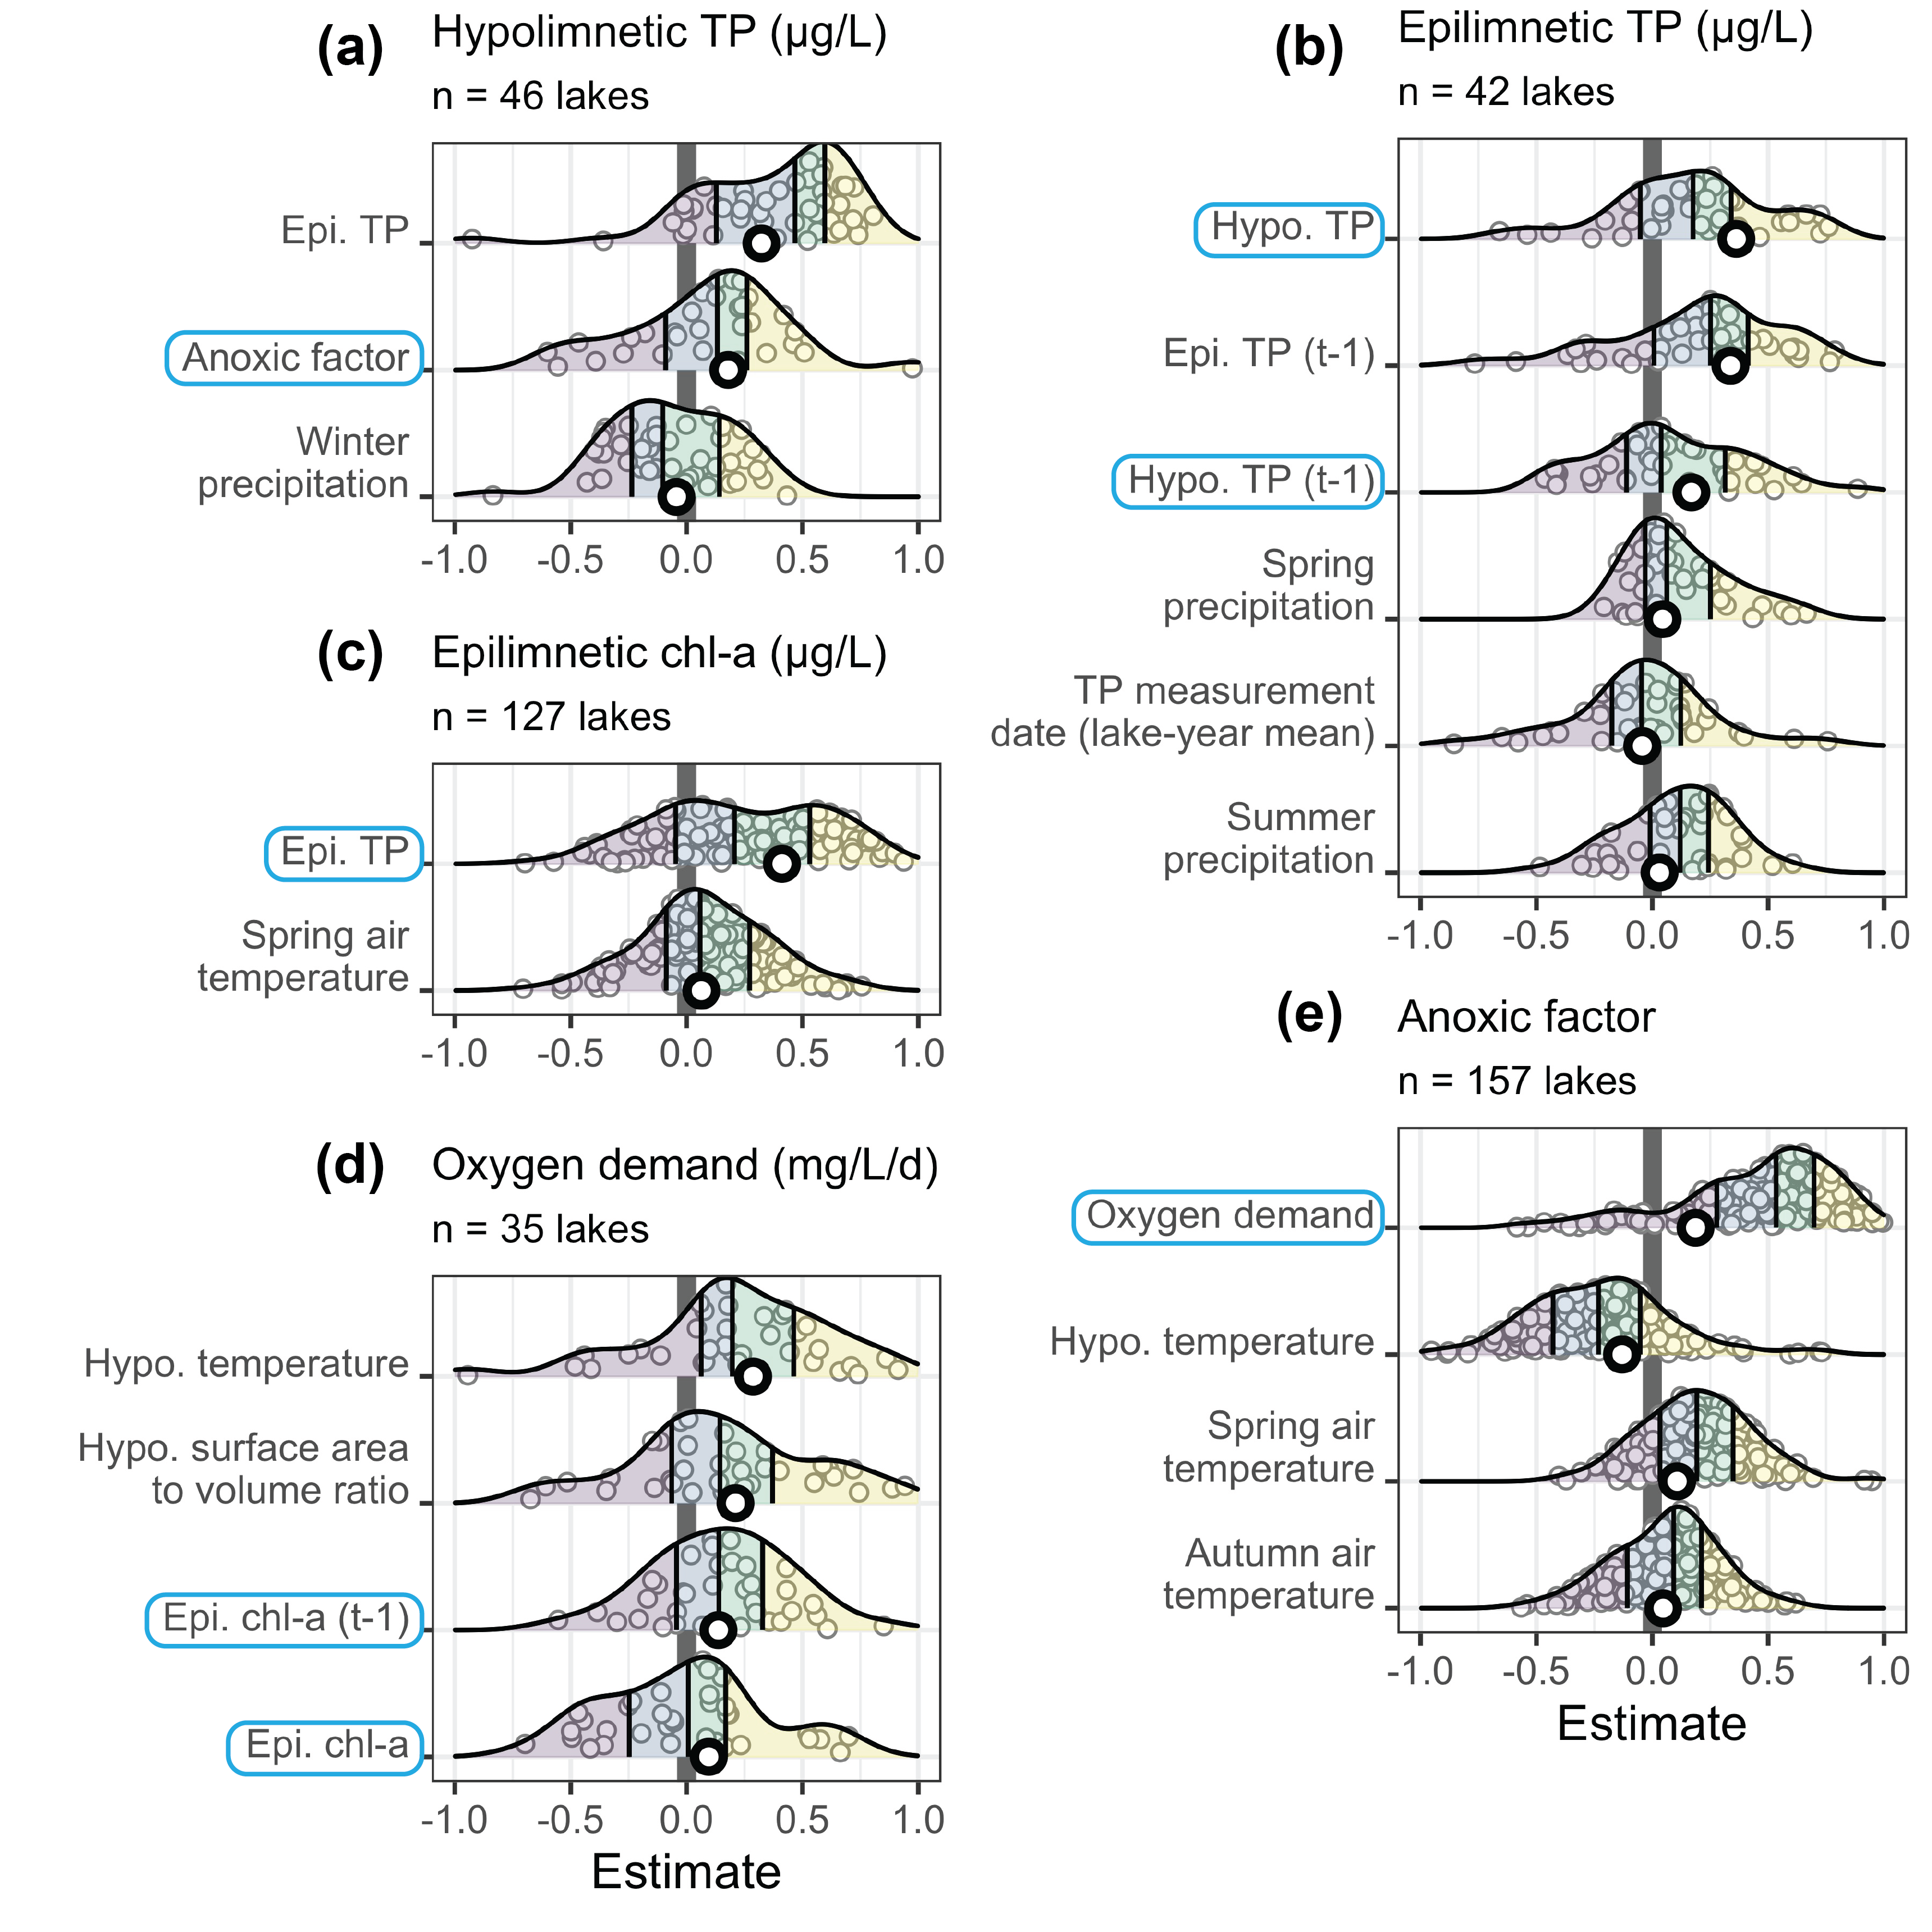 (a) Hypolimnetic TP (µg/L)
n = 46 lakes
Epi. TP
Anoxic factor
Winter
precipitation
-1.0 -0.5 0.0 0.5 1.0
(b) Epilimnetic TP (µg/L)
n = 42 lakes
Hypo. TP
Epi. TP (t-1)
Hypo. TP (t-1)
Spring
precipitation
TP measurement
date (lake-year mean)
Summer
precipitation
-1.0 -0.5 0.0 0.5 1.0
(c) Epilimnetic chl-a (µg/L)
n = 127 lakes
Epi. TP
Spring air
temperature
-1.0 -0.5 0.0 0.5 1.0
(d) Oxygen demand (mg/L/d)
n = 35 lakes
Hypo. temperature
Hypo. surface area
to volume ratio
Epi. chl-a (t-1)
Epi. chl-a
-1.0 -0.5 0.0 0.5 1.0
Estimate
(e) Anoxic factor
n = 157 lakes
Oxygen demand
Hypo. temperature
Spring air
temperature
Autumn air
temperature
-1.0 -0.5 0.0 0.5 1.0
Estimate